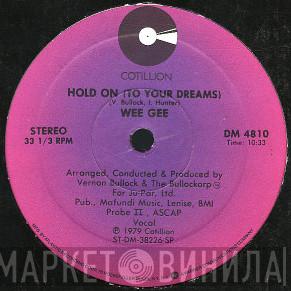 COTILLION
HOLD ON (TO YOUR DREAMS)
(V. Bullock, I. Hunter)
WEE GEE
STEREO
33 1/3 RPM
DM 4810
Time: 10:33
Arranged, Conducted & Produced by
Vernon Bullock & The Bullockorp
For Ju-Par, Ltd.
Pub., Mafundi Music, Lenise, BMI
Probe II, ASCAP
Vocal
℗ 1979 Cotillion
ST-DM-38226-SP
МАРКЕТ ВИНИЛА